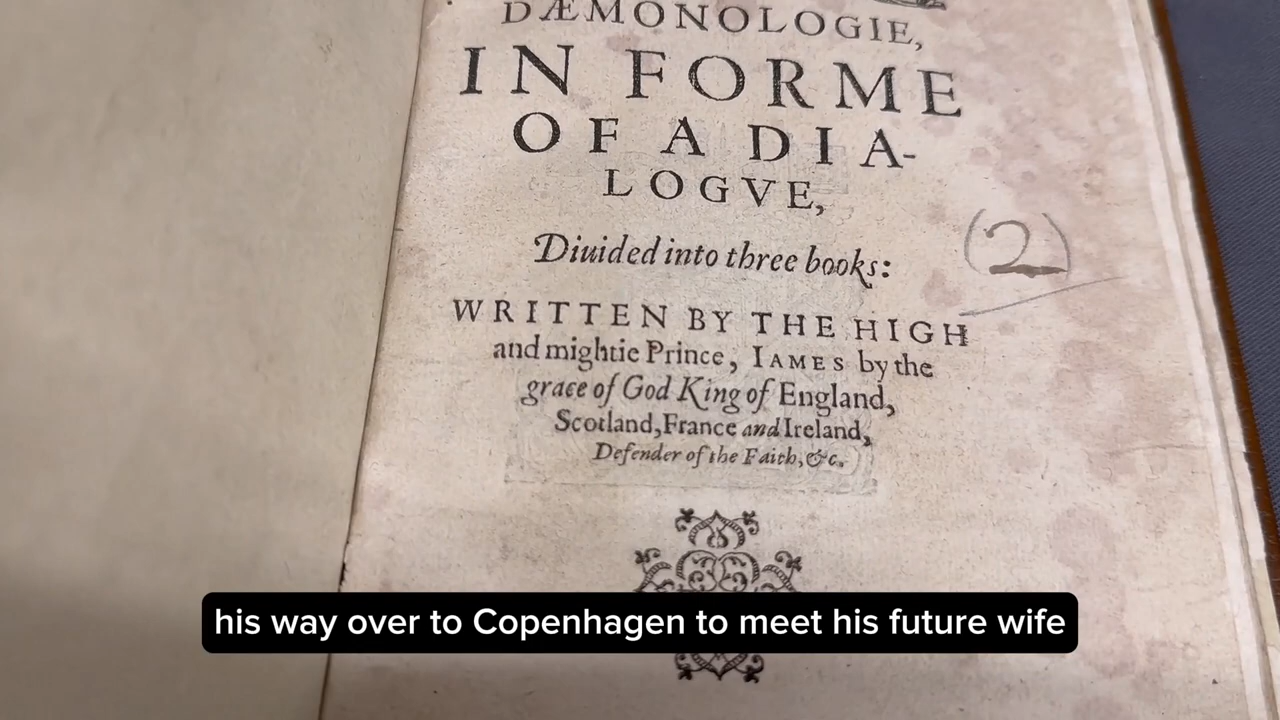 DÆMONOLOGIE,
IN FORME
OF A DIA-
LOGVE,
Diuided into three books:
(2)
WRITTEN BY THE HIGH
and mightie Prince, IAMES by the
grace of God King of England,
Scotland, France and Ireland,
Defender of the Faith, &c.
his way over to Copenhagen to meet his future wife